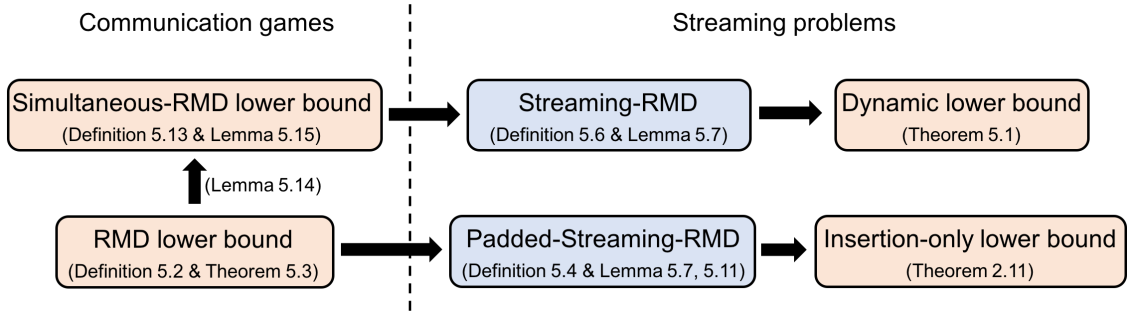 Communication games
Streaming problems
Simultaneous-RMD lower bound
(Definition 5.13 & Lemma 5.15)
Streaming-RMD
(Definition 5.6 & Lemma 5.7)
Dynamic lower bound
(Theorem 5.1)
(Lemma 5.14)
RMD lower bound
(Definition 5.2 & Theorem 5.3)
Padded-Streaming-RMD
(Definition 5.4 & Lemma 5.7, 5.11)
Insertion-only lower bound
(Theorem 2.11)